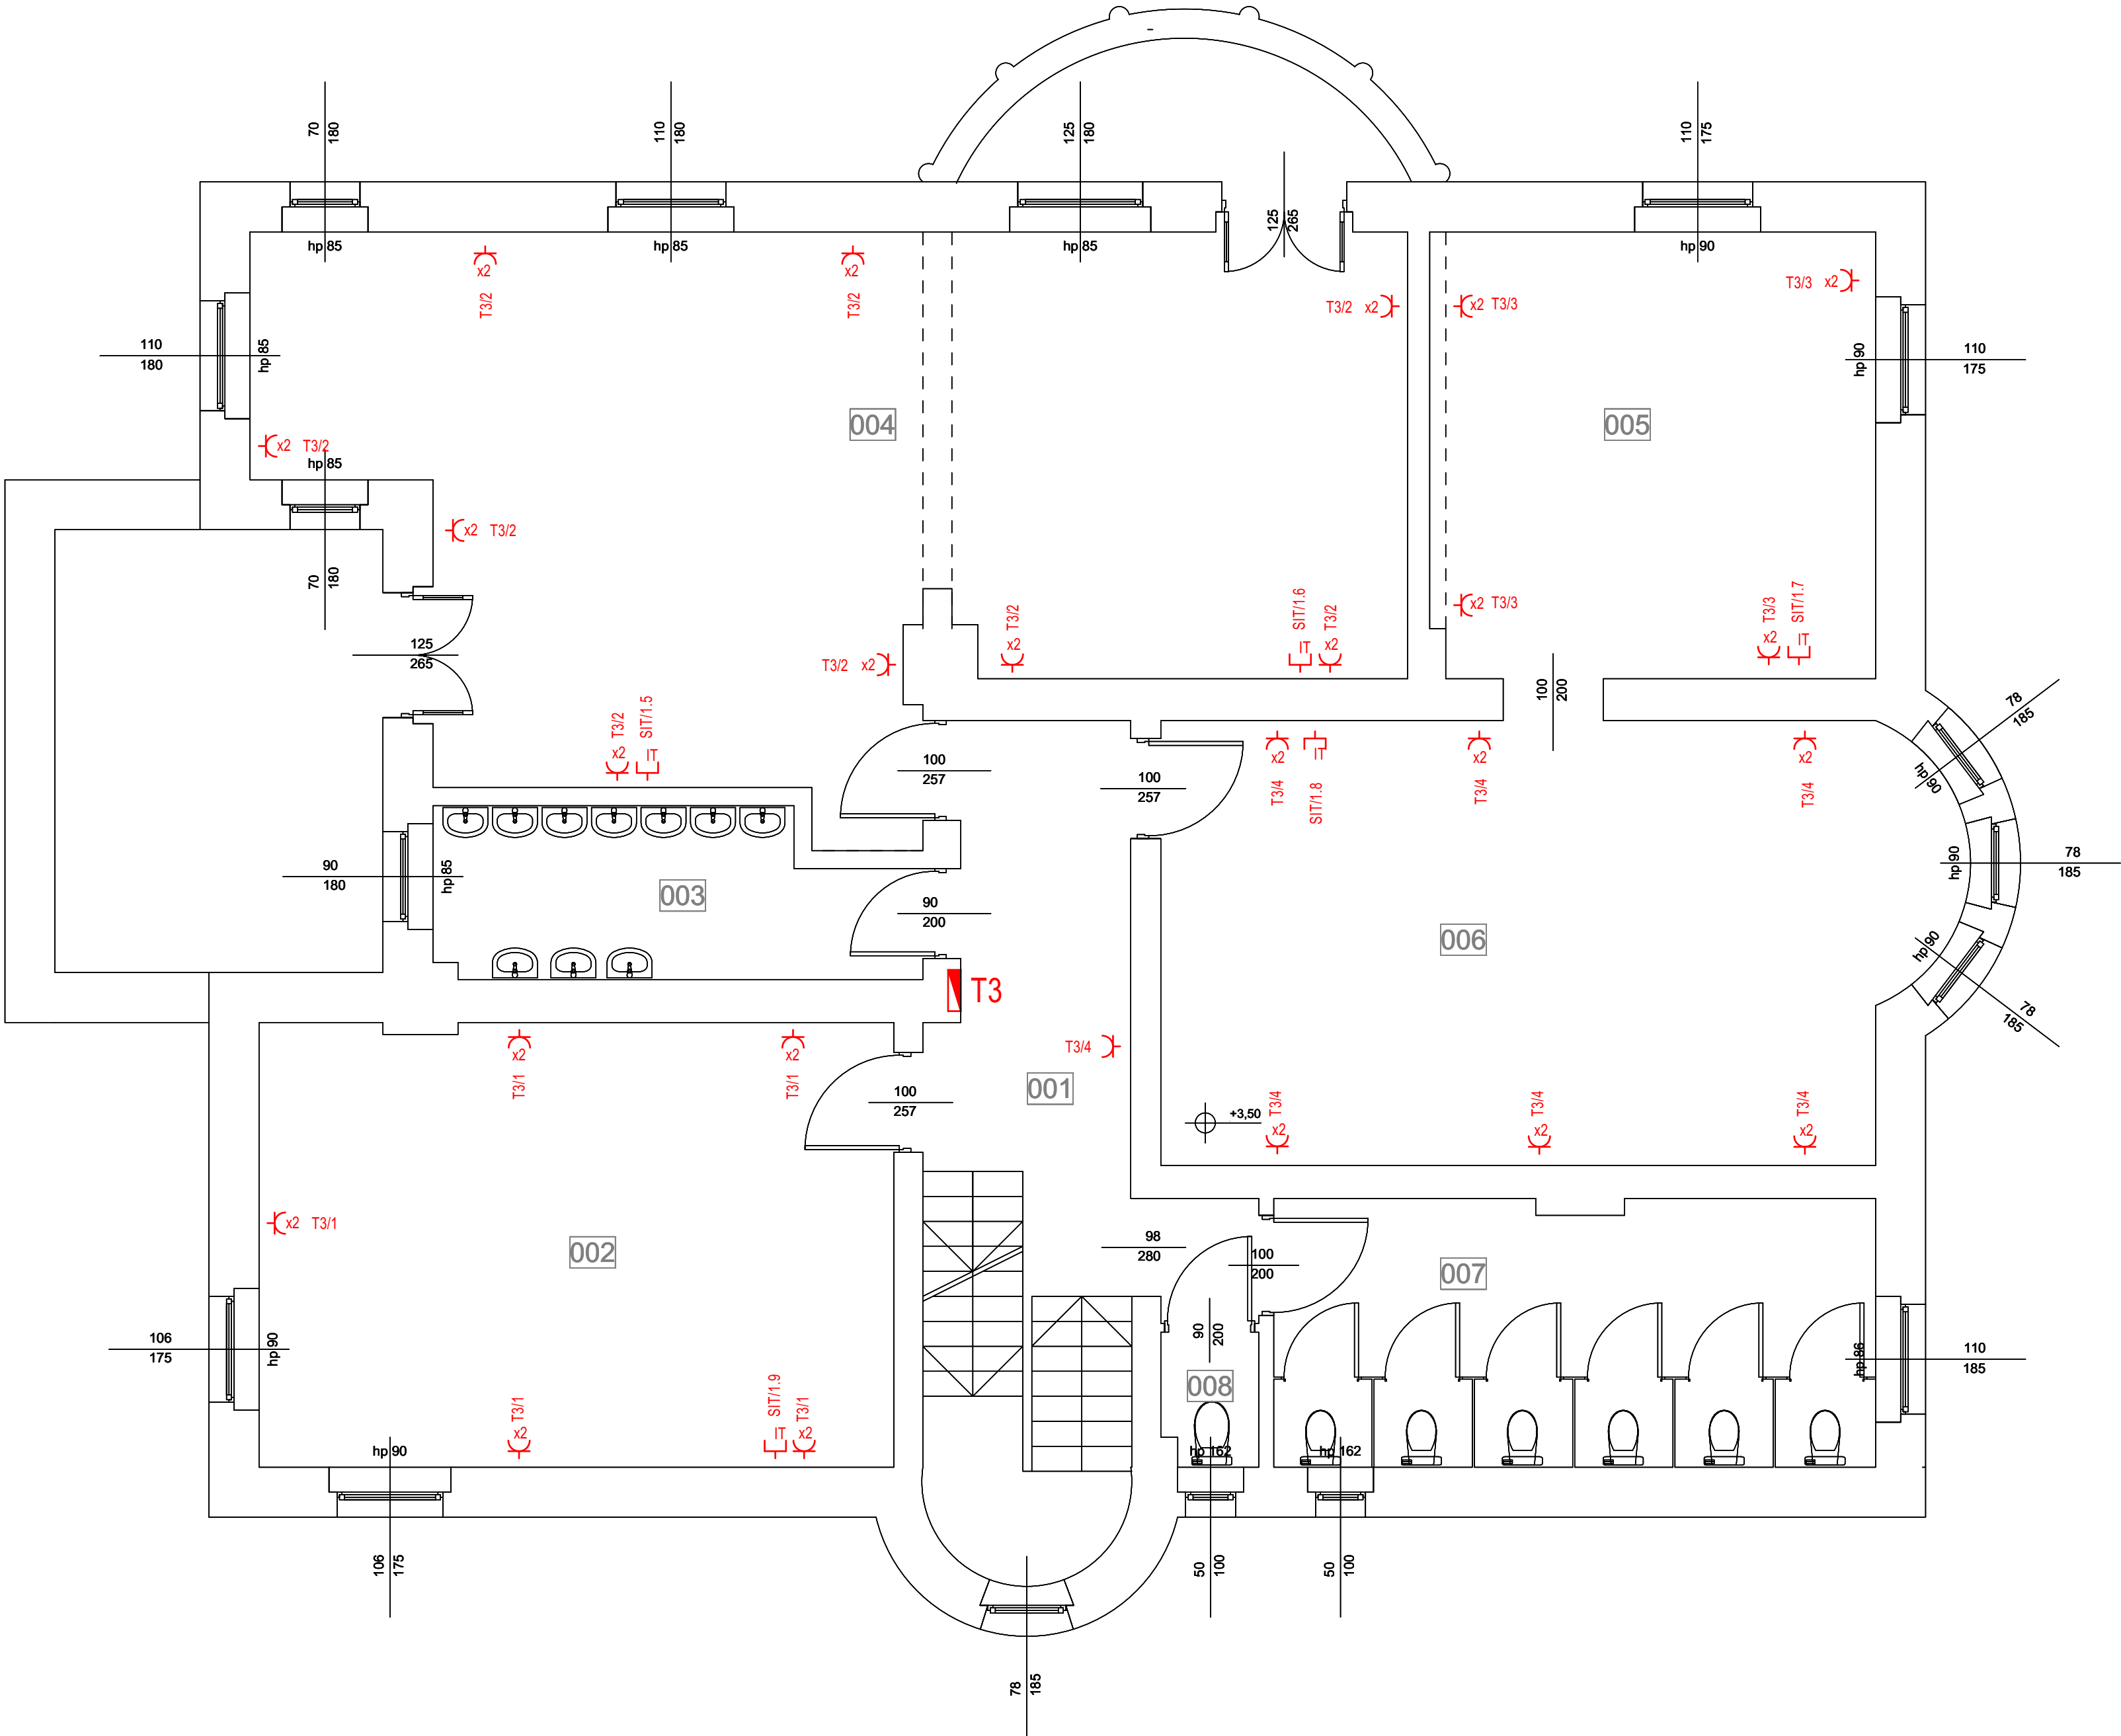 70
180
110
180
125
180
110
175
125
265
hp 85
hp 85
hp 85
hp 90
x2
T3/2
x2
T3/2
T3/2 x2
x2 T3/3
T3/3 x2
110
180
hp 85
hp 90
110
175
004
005
x2 T3/2
hp 85
x2 T3/2
70
180
T3/2
x2
SIT/1.6
IT
T3/2
x2
x2 T3/3
T3/3
x2
SIT/1.7
IT
125
265
T3/2 x2
100
200
78
185
hp 90
T3/2
x2
SIT/1.5
IT
100
257
100
257
x2
T3/4
IT
SIT/1.8
x2
T3/4
x2
T3/4
90
180
hp 85
003
90
200
006
hp 90
78
185
hp 90
78
185
T3
x2
T3/1
x2
T3/1
T3/4
100
257
001
+3,50
T3/4
x2
T3/4
x2
T3/4
x2
x2 T3/1
002
98
280
100
200
007
106
175
hp 90
90
200
008
hp 86
110
185
T3/1
x2
SIT/1.9
IT
T3/1
x2
hp 90
hp 162
hp 162
106
175
50
100
50
100
78
185